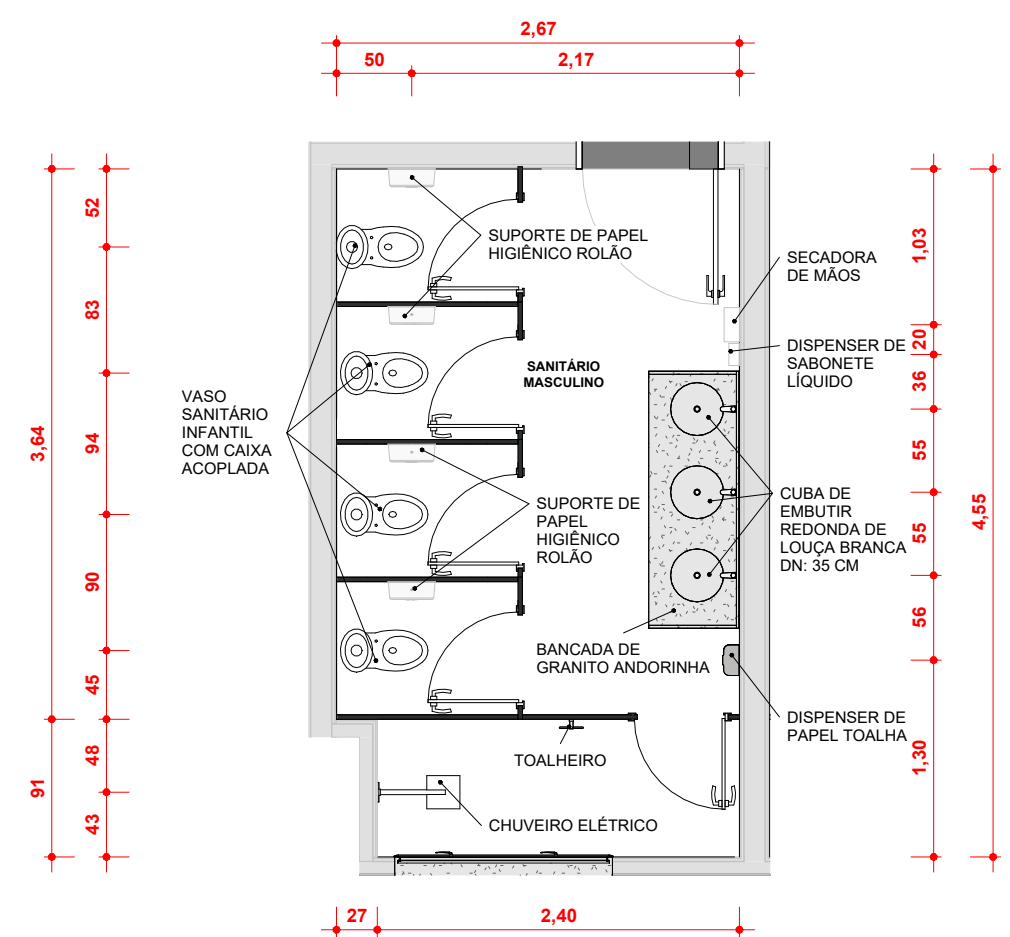 2,67
50
2,17
52
83
94
90
45
48
43
3,64
91
SUPORTE DE PAPEL
HIGIÊNICO ROLÃO
SECADORA
DE MÃOS
DISPENSER DE
SABONETE
LÍQUIDO
SANITÁRIO
MASCULINO
VASO
SANITÁRIO
INFANTIL
COM CAIXA
ACOPLADA
SUPORTE DE
PAPEL
HIGIÊNICO
ROLÃO
CUBA DE
EMBUTIR
REDONDA DE
LOUÇA BRANCA
DN: 35 CM
BANCADA DE
GRANITO ANDORINHA
DISPENSER DE
PAPEL TOALHA
TOALHEIRO
CHUVEIRO ELÉTRICO
1,03
20
36
55
55
56
1,30
4,55
27
2,40